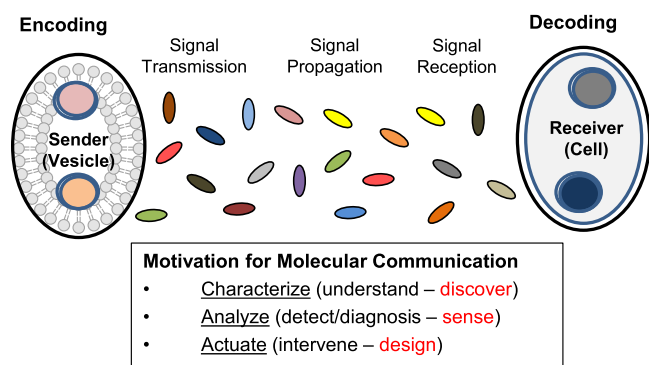 Encoding
Decoding
Signal
Transmission
Signal
Propagation
Signal
Reception
Sender
(Vesicle)
Receiver
(Cell)
Motivation for Molecular Communication
• Characterize (understand – discover)
• Analyze (detect/diagnosis – sense)
• Actuate (intervene – design)